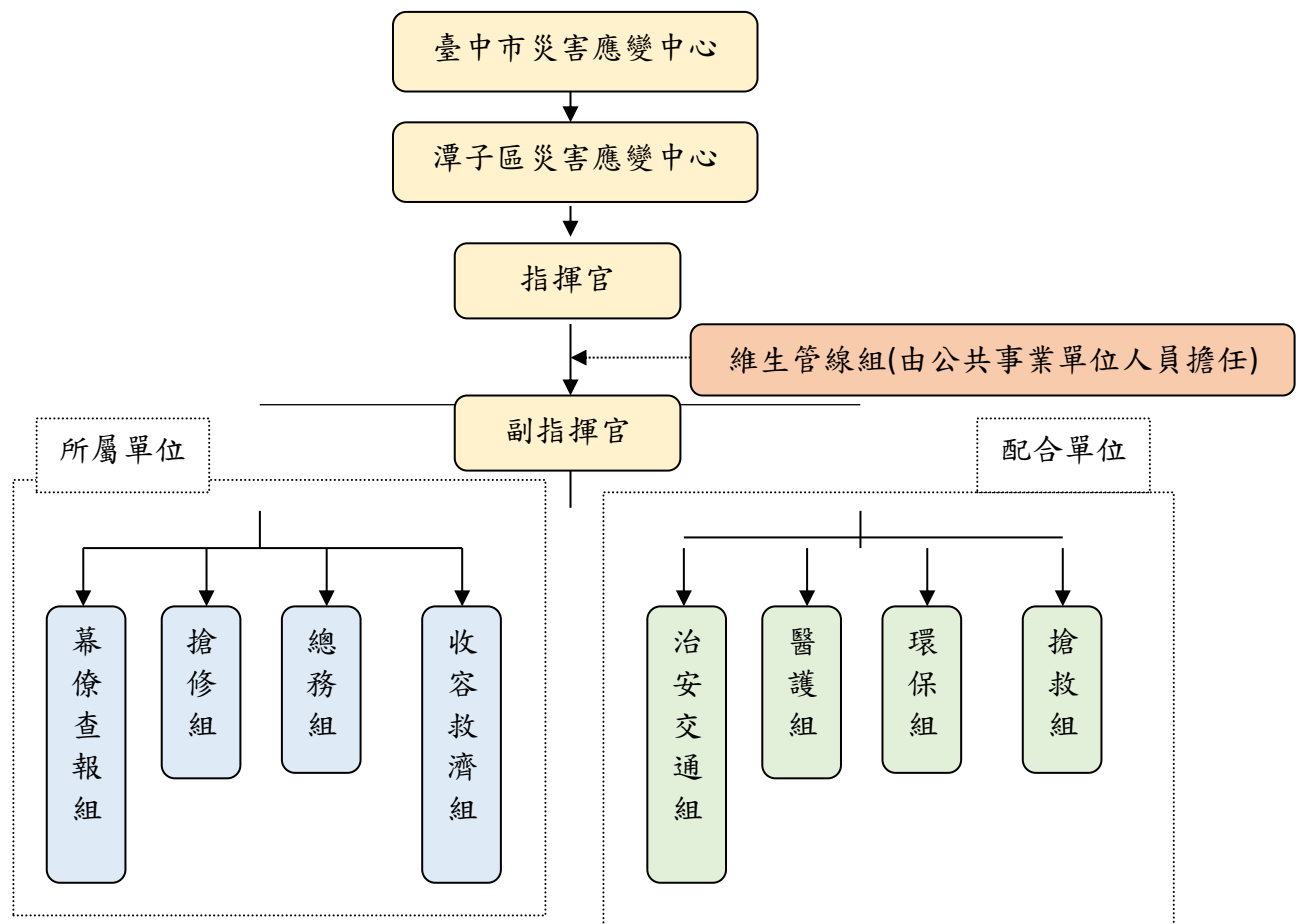 臺中市災害應變中心
潭子區災害應變中心
指揮官
維生管線組(由公共事業單位人員擔任)
副指揮官
所屬單位
配合單位
幕僚查報組
搶修組
總務組
收容救濟組
治安交通組
醫護組
環保組
搶救組